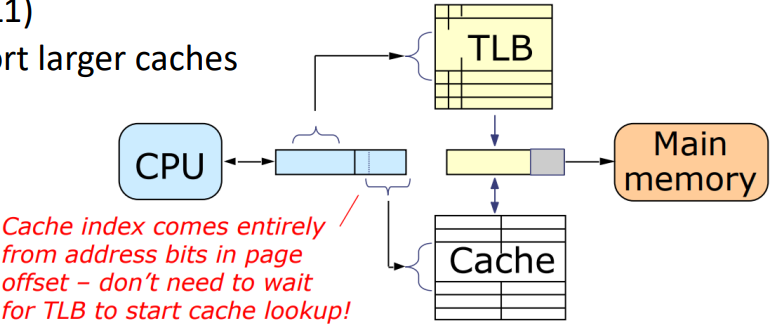 1)
rt larger caches
TLB
CPU
Main
memory
Cache index comes entirely
from address bits in page
offset – don't need to wait
for TLB to start cache lookup!
Cache